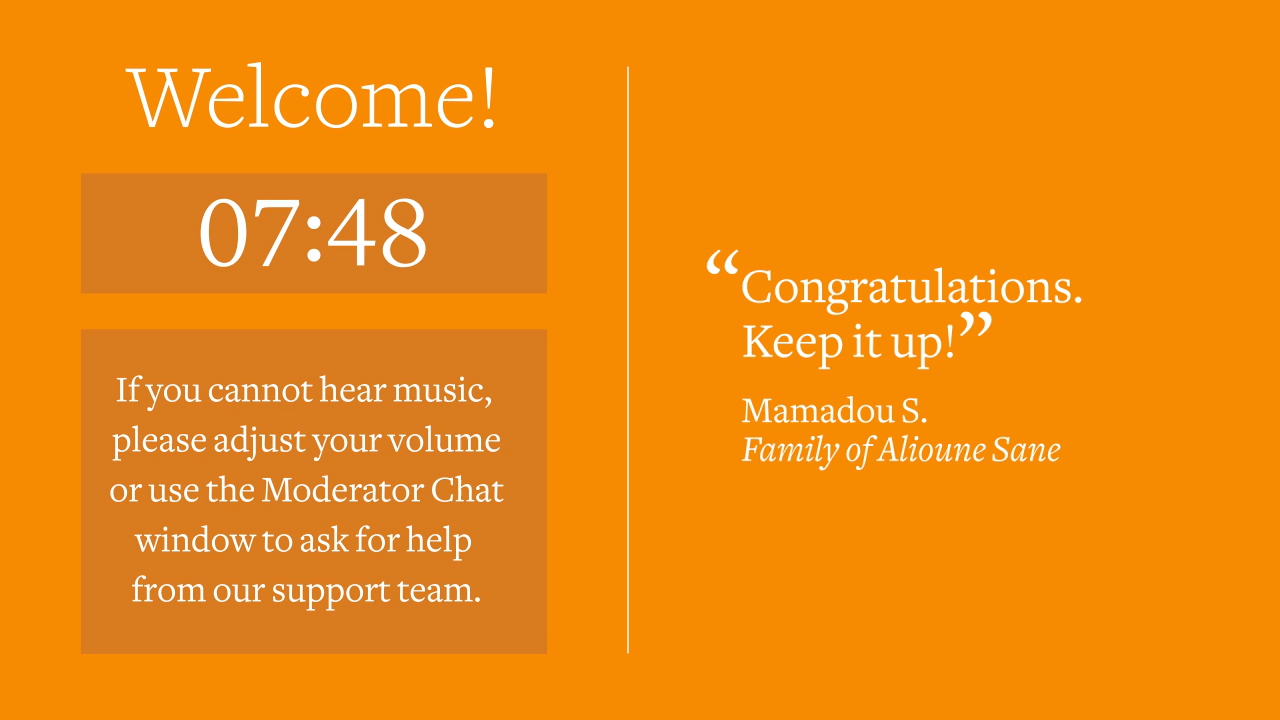 Welcome!
07:48
If you cannot hear music,
please adjust your volume
or use the Moderator Chat
window to ask for help
from our support team.
“Congratulations.
Keep it up!”
Mamadou S.
Family of Alioune Sane